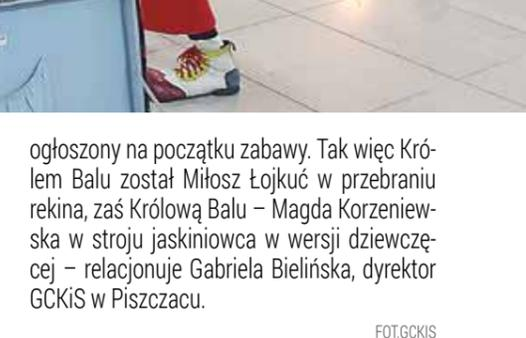 ogłoszony na początku zabawy. Tak więc Kró-
lem Balu został Miłosz Łojkuć w przebraniu
rekina, zaś Królową Balu – Magda Korzeniew-
ska w stroju jaskiniowca w wersji dziewczę-
cej – relacjonuje Gabriela Bielińska, dyrektor
GCKiS w Piszczacu.
FOT.GCKIS